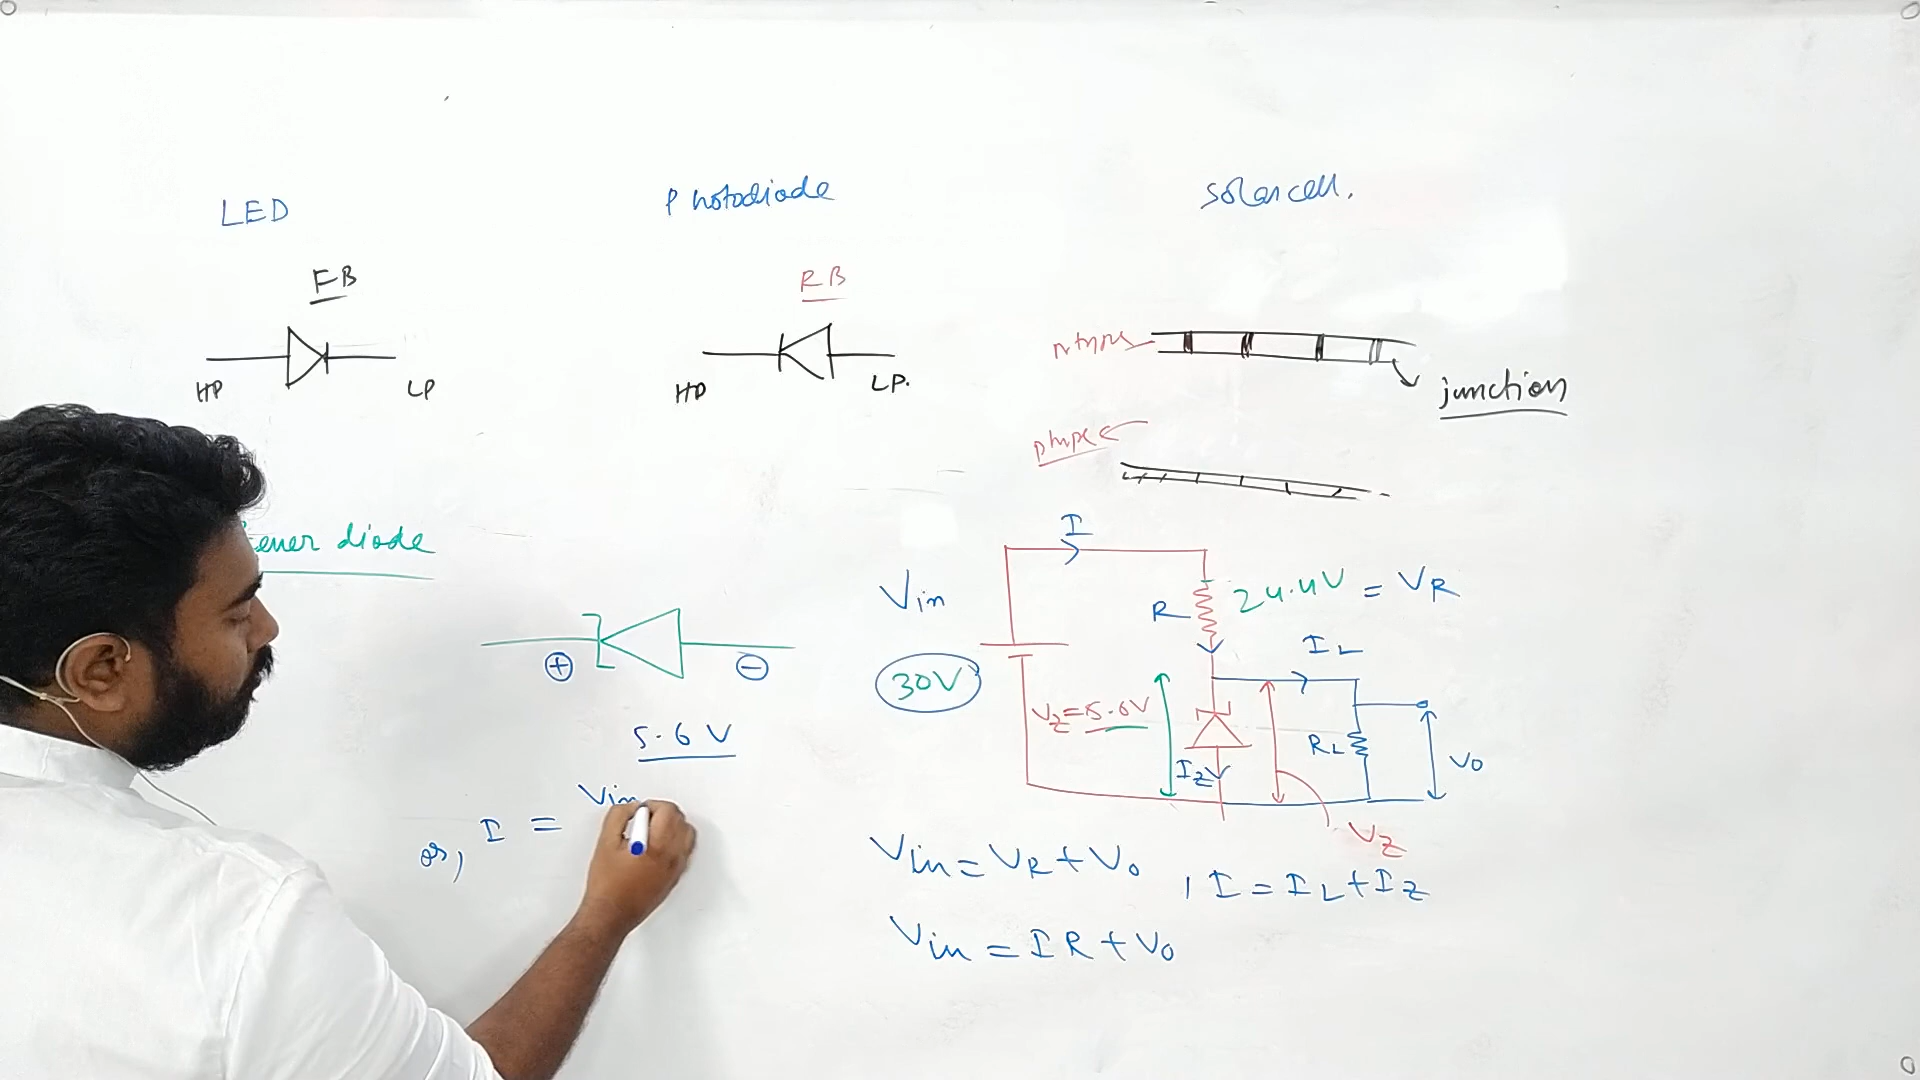 LED
Photodiode
Solar cell.
FB
RB
HP
LP
HP
LP.
n type
junction
p type
ener diode
I
Vin
R
24.4V = VR
IL
30V
VZ=5.6V
IZ
RL
Vo
VZ
+
-
5.6 V
or, I = Vin
Vin = VR + Vo , I = IL + IZ
Vin = IR + Vo